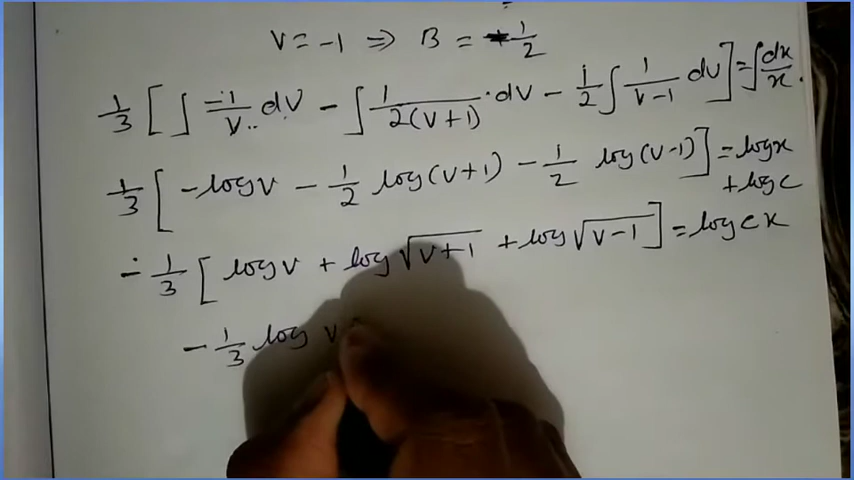 V = -1 ⇒ B = +1/2
1/3 [ ∫ -1/V dV - ∫ 1/2(V+1) · dV - 1/2 ∫ 1/V-1 dV ] = ∫ dx/x .
1/3 [ -log V - 1/2 log(V+1) - 1/2 log(V-1) ] = log x
+ log c
- 1/3 [ log V + log √V+1 + log √V-1 ] = log c x
- 1/3 log V